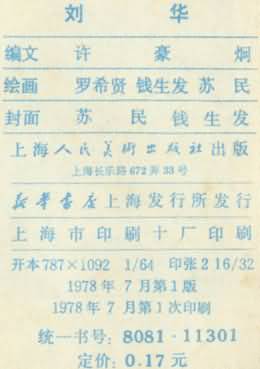 刘 华
编文 许 豪 炯
绘画 罗希贤 钱生发 苏 民
封面 苏 民 钱 生 发
上海人民美術出版社出版
上海长乐路672弄33号
新华书店上海发行所发行
上海市印刷十厂印刷
开本787×1092 1/64 印张2 16/32
1978年7月第1版
1978年7月第1次印刷
统一书号：8081·11301
定价：0.17元